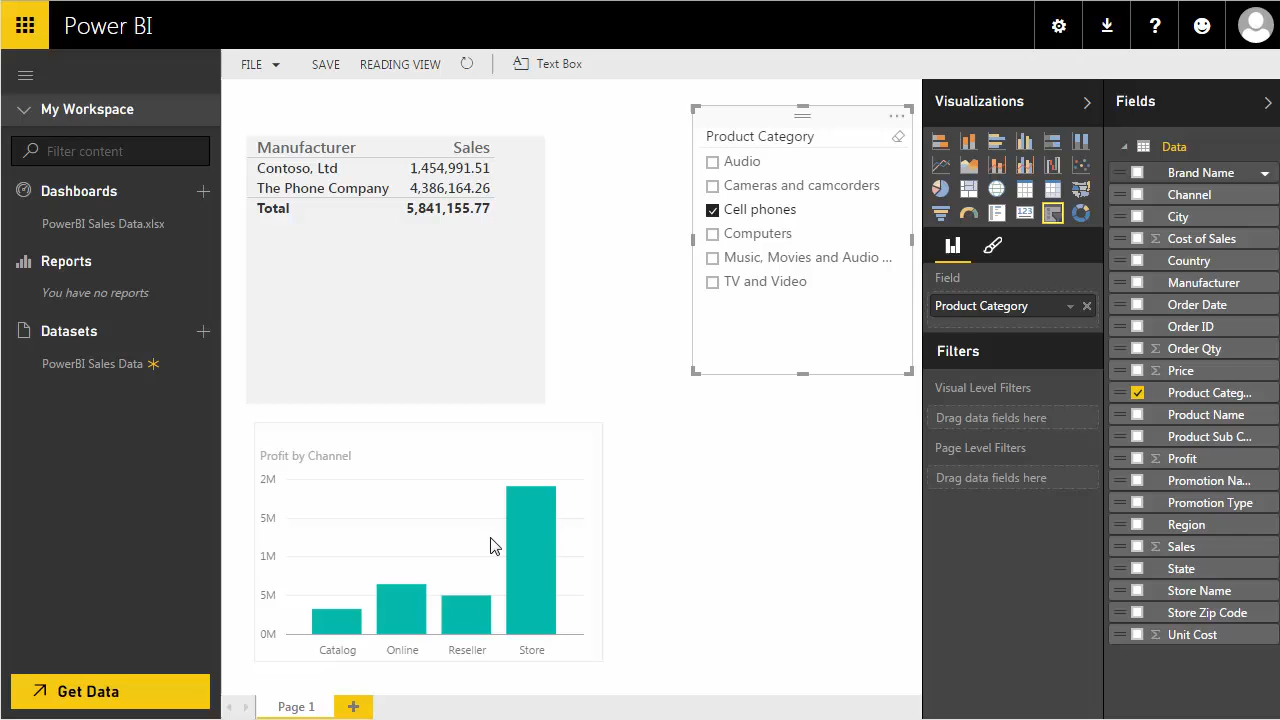 Power BI
?
FILE
SAVE
READING VIEW
Text Box
My Workspace
Filter content
Dashboards
PowerBI Sales Data.xlsx
Reports
You have no reports
Datasets
PowerBI Sales Data
Get Data
Manufacturer Sales
Contoso, Ltd 1,454,991.51
The Phone Company 4,386,164.26
Total 5,841,155.77
Product Category
Audio
Cameras and camcorders
Cell phones
Computers
Music, Movies and Audio ...
TV and Video
Profit by Channel
2M
5M
1M
5M
0M
Catalog Online Reseller Store
Page 1
Visualizations
123
Field
Product Category
Filters
Visual Level Filters
Drag data fields here
Page Level Filters
Drag data fields here
Fields
Data
Brand Name
Channel
City
Σ Cost of Sales
Country
Manufacturer
Order Date
Order ID
Σ Order Qty
Σ Price
Product Categ...
Product Name
Product Sub C...
Σ Profit
Promotion Na...
Promotion Type
Region
Σ Sales
State
Store Name
Store Zip Code
Σ Unit Cost